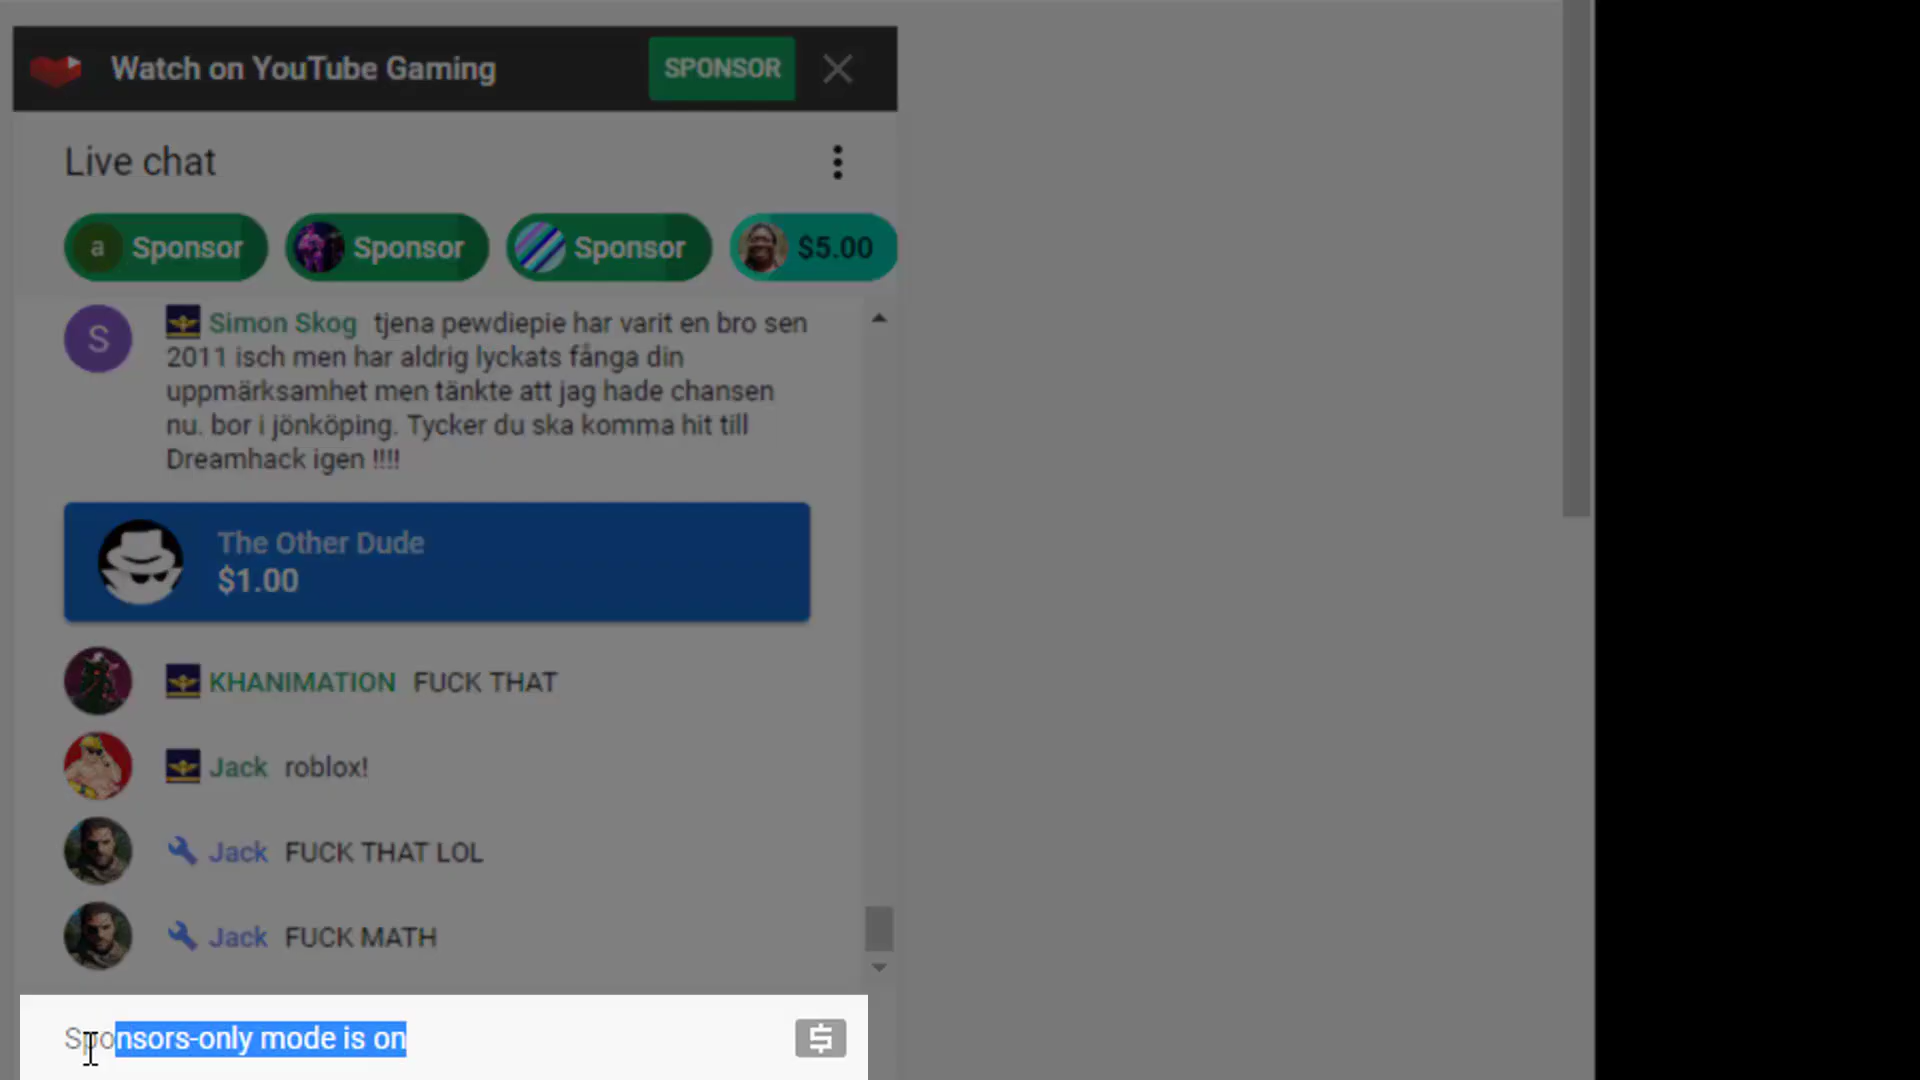 Watch on YouTube Gaming SPONSOR
Live chat
a Sponsor Sponsor Sponsor $5.00
S Simon Skog tjena pewdiepie har varit en bro sen
2011 isch men har aldrig lyckats fånga din
uppmärksamhet men tänkte att jag hade chansen
nu. bor i jönköping. Tycker du ska komma hit till
Dreamhack igen !!!!
The Other Dude
$1.00
KHANIMATION FUCK THAT
Jack roblox!
Jack FUCK THAT LOL
Jack FUCK MATH
Sponsors-only mode is on $